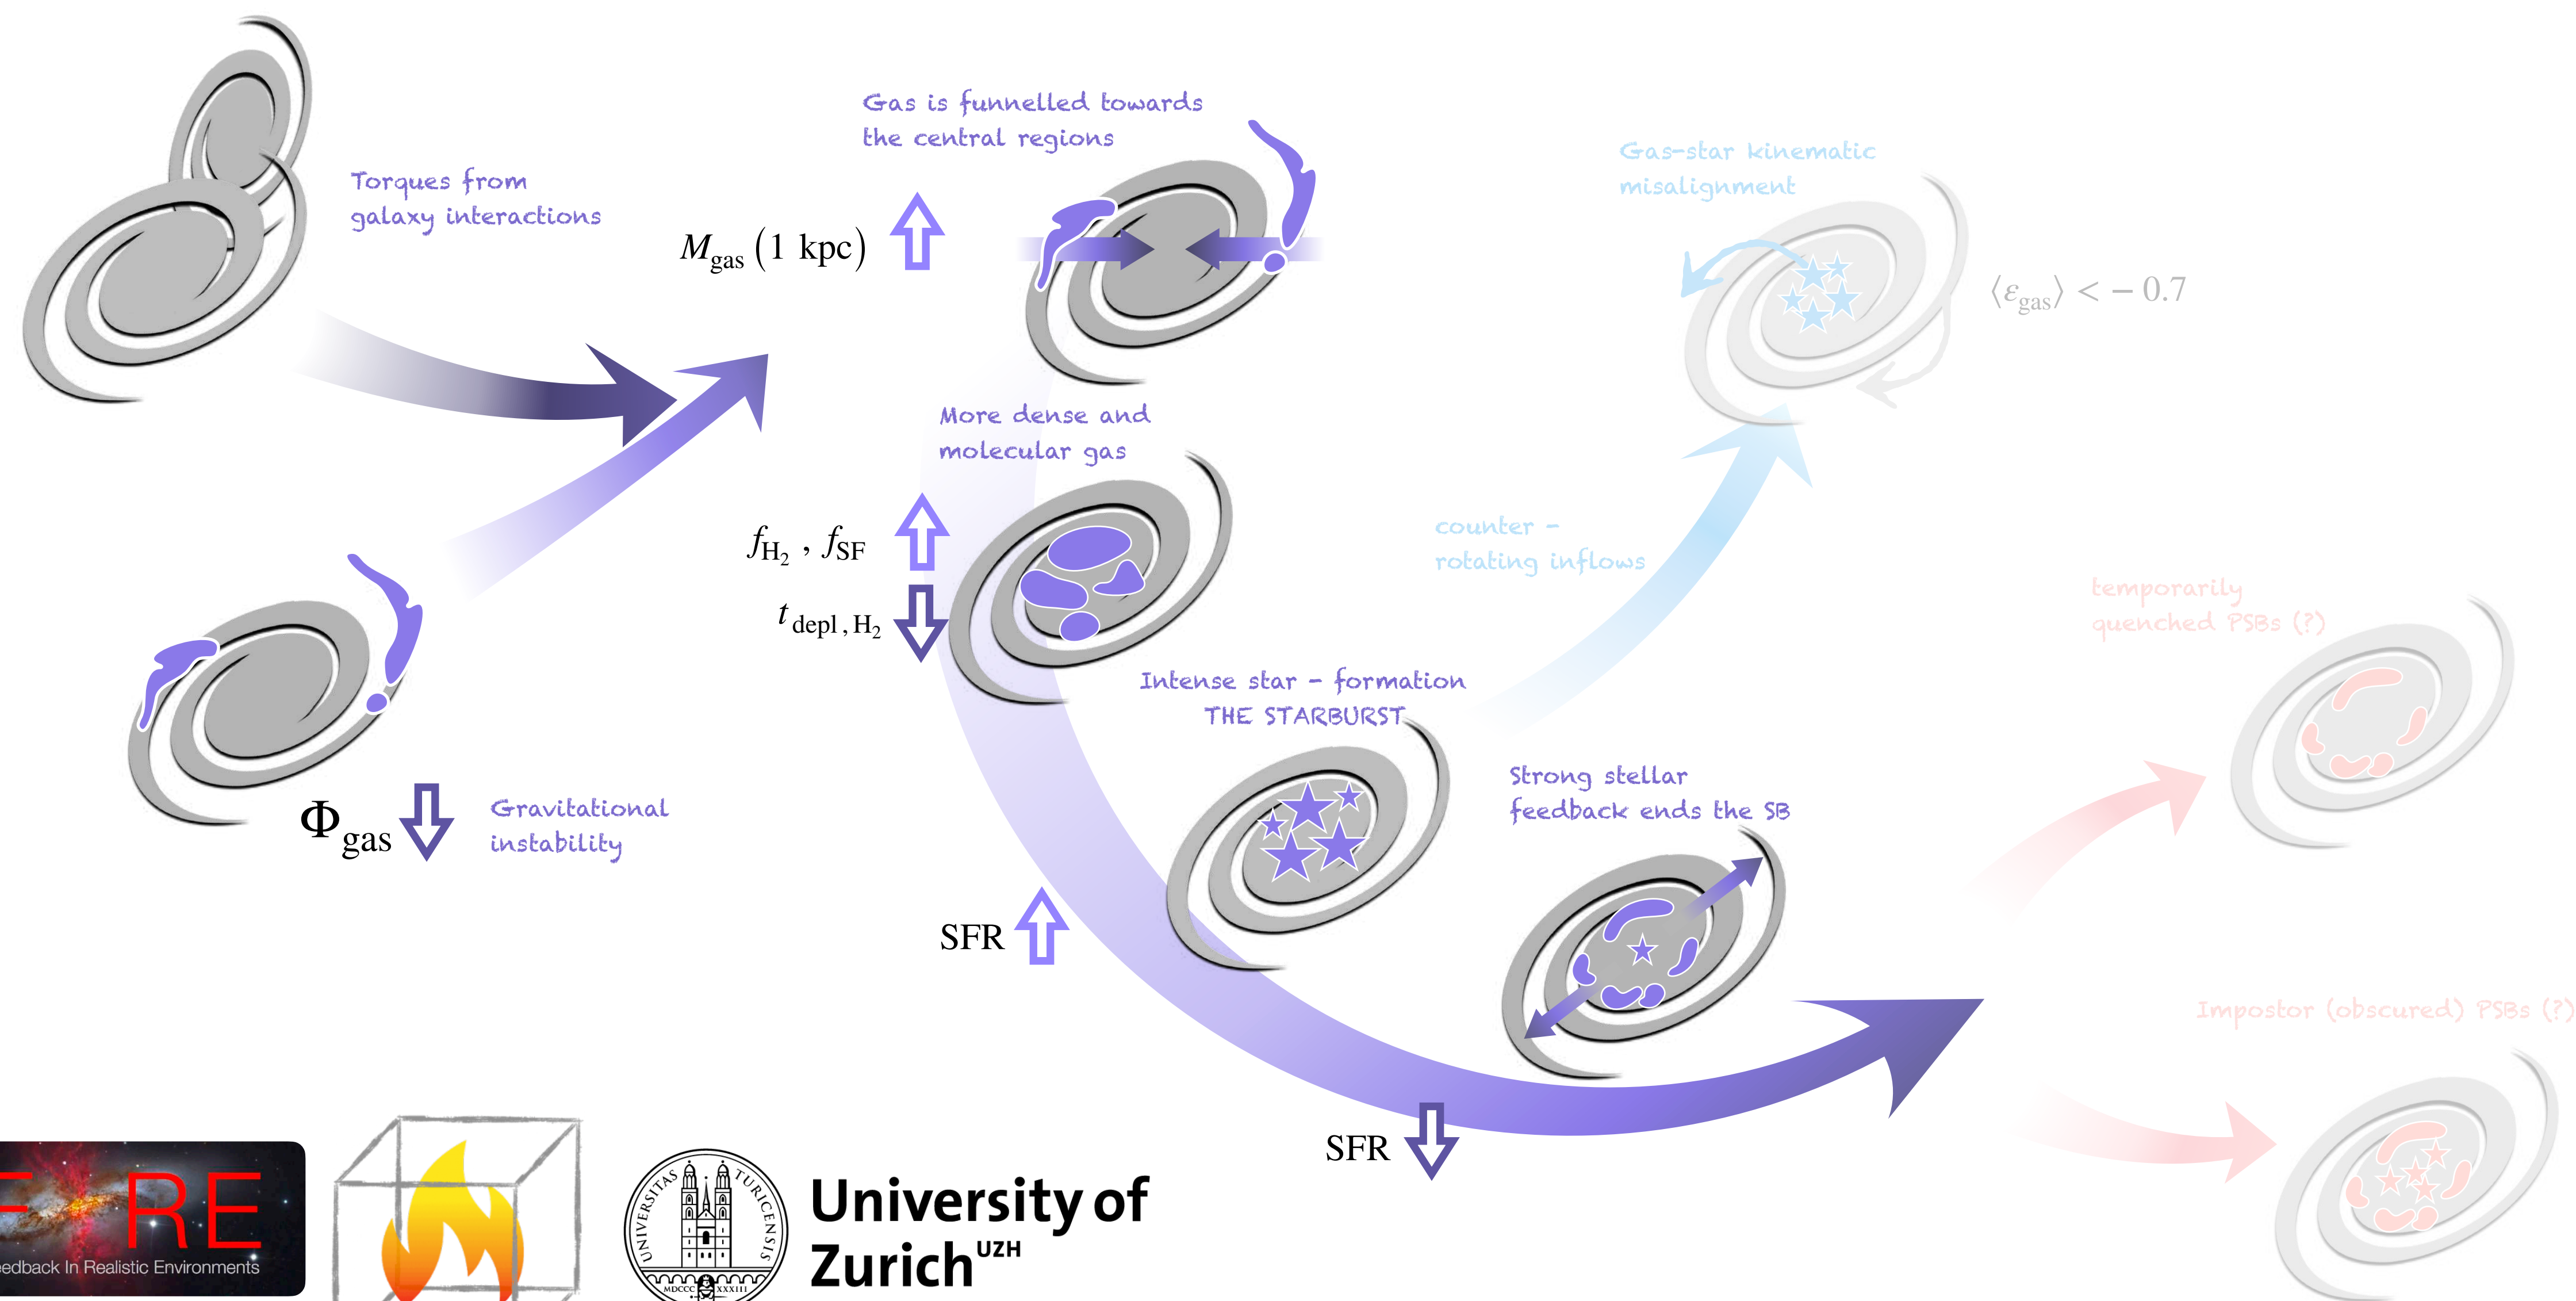 Torques from
galaxy interactions
Gas is funnelled towards
the central regions
M_gas (1 kpc)
Gas-star kinematic
misalignment
⟨ε_gas⟩ < − 0.7
More dense and
molecular gas
f_H₂ , f_SF
t_depl, H₂
counter -
rotating inflows
temporarily
quenched PSBs (?)
Φ_gas
Gravitational
instability
Intense star - formation
THE STARBURST
Strong stellar
feedback ends the SB
SFR
SFR
Impostor (obscured) PSBs (?)
RE
edback In Realistic Environments
UNIVERSITAS TURICENSIS
MDCCC XXXIII
University of
Zurich UZH